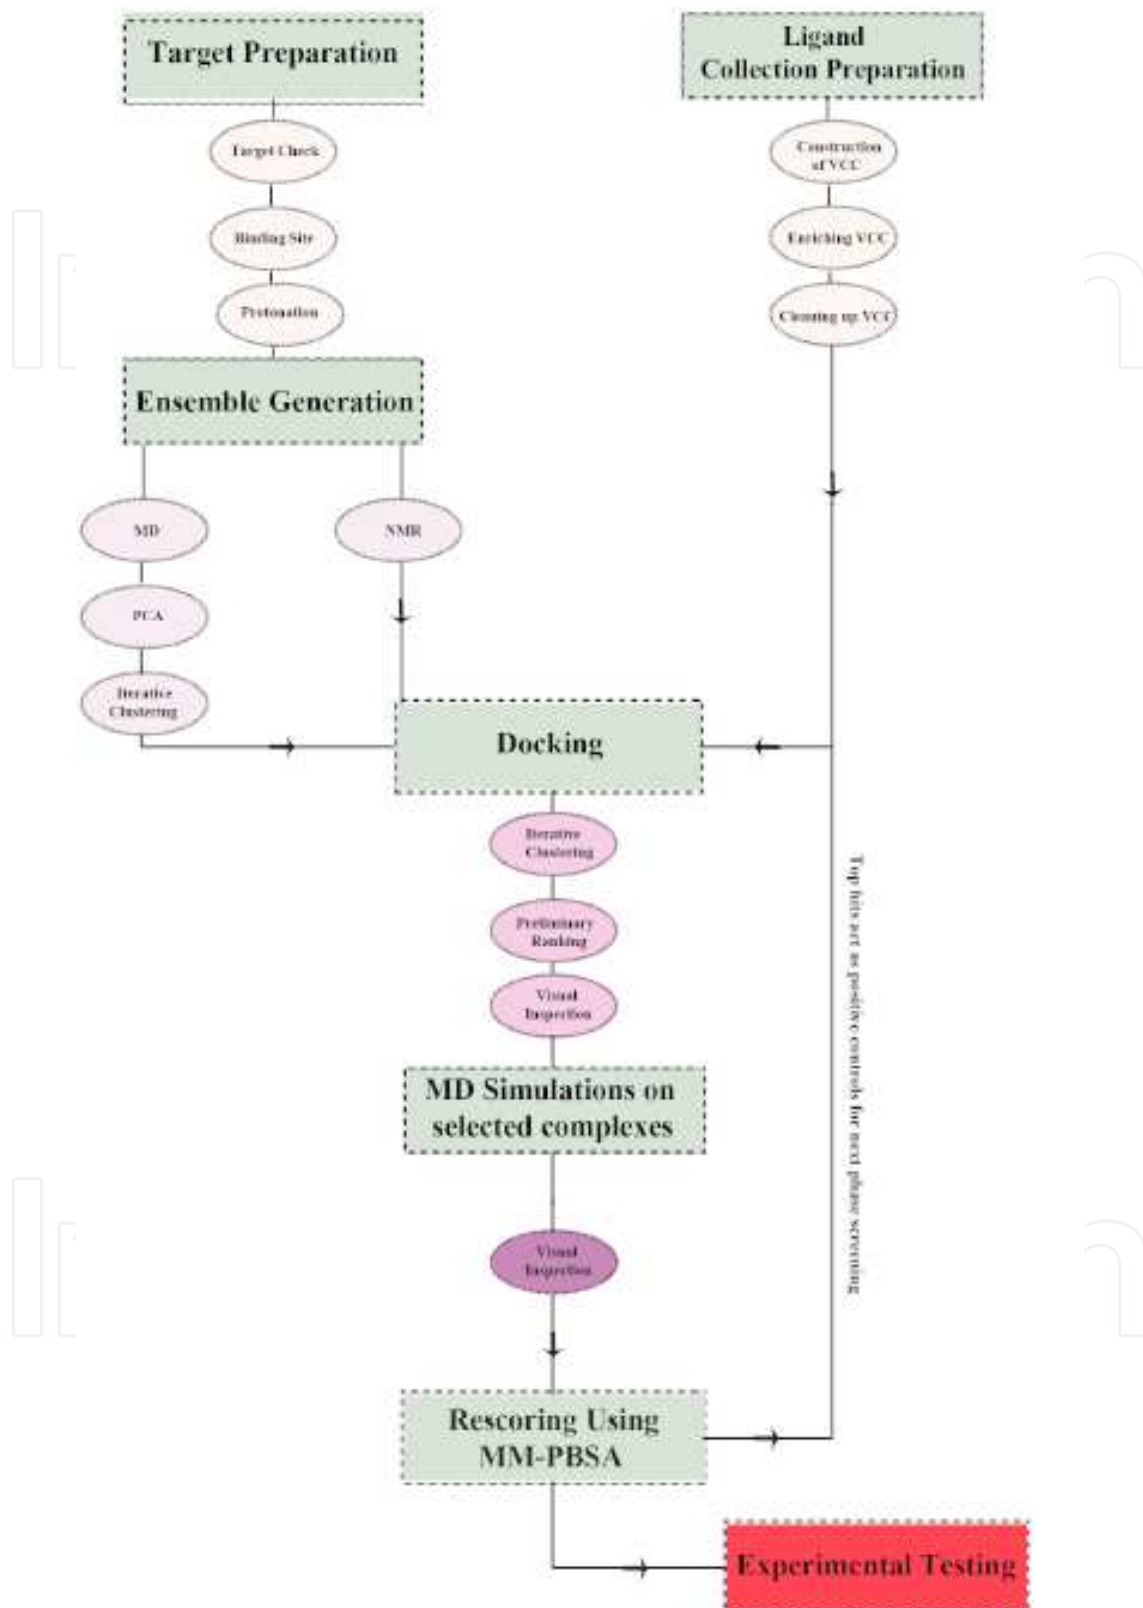 Target Preparation
Target Check
Binding Site
Protonation
Ensemble Generation
MD
PCA
Iterative
Clustering
NMR
Ligand
Collection Preparation
Construction
of VCC
Enriching VCC
Cleaning up VCC
Docking
Iterative
Clustering
Preliminary
Ranking
Visual
Inspection
MD Simulations on
selected complexes
Visual
Inspection
Top hits act as positive controls for next phase screening
Rescoring Using
MM-PBSA
Experimental Testing